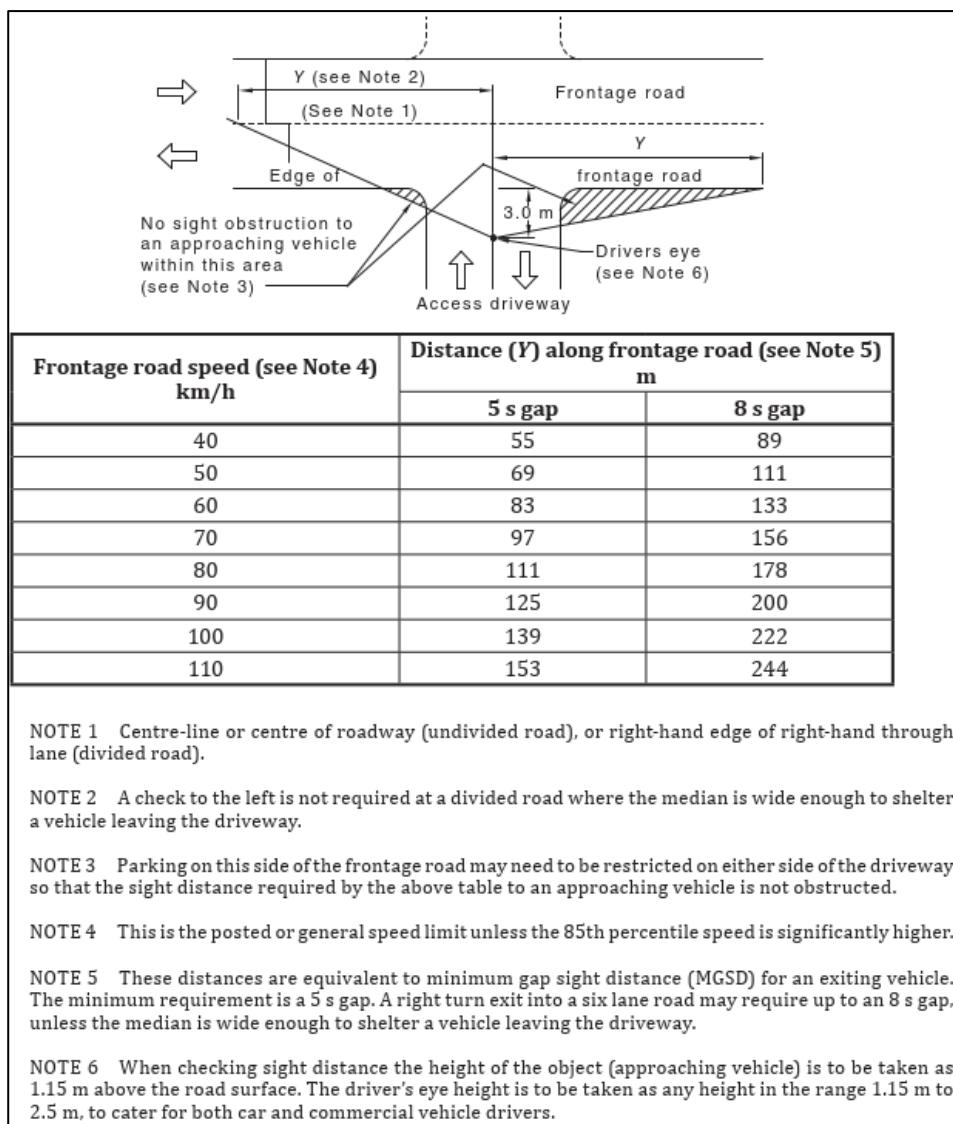 Y (see Note 2)
Frontage road
(See Note 1)
Y
Edge of
frontage road
3.0 m
No sight obstruction to
an approaching vehicle
within this area
(see Note 3)
Drivers eye
(see Note 6)
Access driveway
Frontage road speed (see Note 4)
km/h
Distance (Y) along frontage road (see Note 5)
m
5 s gap 8 s gap
40 55 89
50 69 111
60 83 133
70 97 156
80 111 178
90 125 200
100 139 222
110 153 244
NOTE 1 Centre-line or centre of roadway (undivided road), or right-hand edge of right-hand through
lane (divided road).
NOTE 2 A check to the left is not required at a divided road where the median is wide enough to shelter
a vehicle leaving the driveway.
NOTE 3 Parking on this side of the frontage road may need to be restricted on either side of the driveway
so that the sight distance required by the above table to an approaching vehicle is not obstructed.
NOTE 4 This is the posted or general speed limit unless the 85th percentile speed is significantly higher.
NOTE 5 These distances are equivalent to minimum gap sight distance (MGSD) for an exiting vehicle.
The minimum requirement is a 5 s gap. A right turn exit into a six lane road may require up to an 8 s gap,
unless the median is wide enough to shelter a vehicle leaving the driveway.
NOTE 6 When checking sight distance the height of the object (approaching vehicle) is to be taken as
1.15 m above the road surface. The driver's eye height is to be taken as any height in the range 1.15 m to
2.5 m, to cater for both car and commercial vehicle drivers.